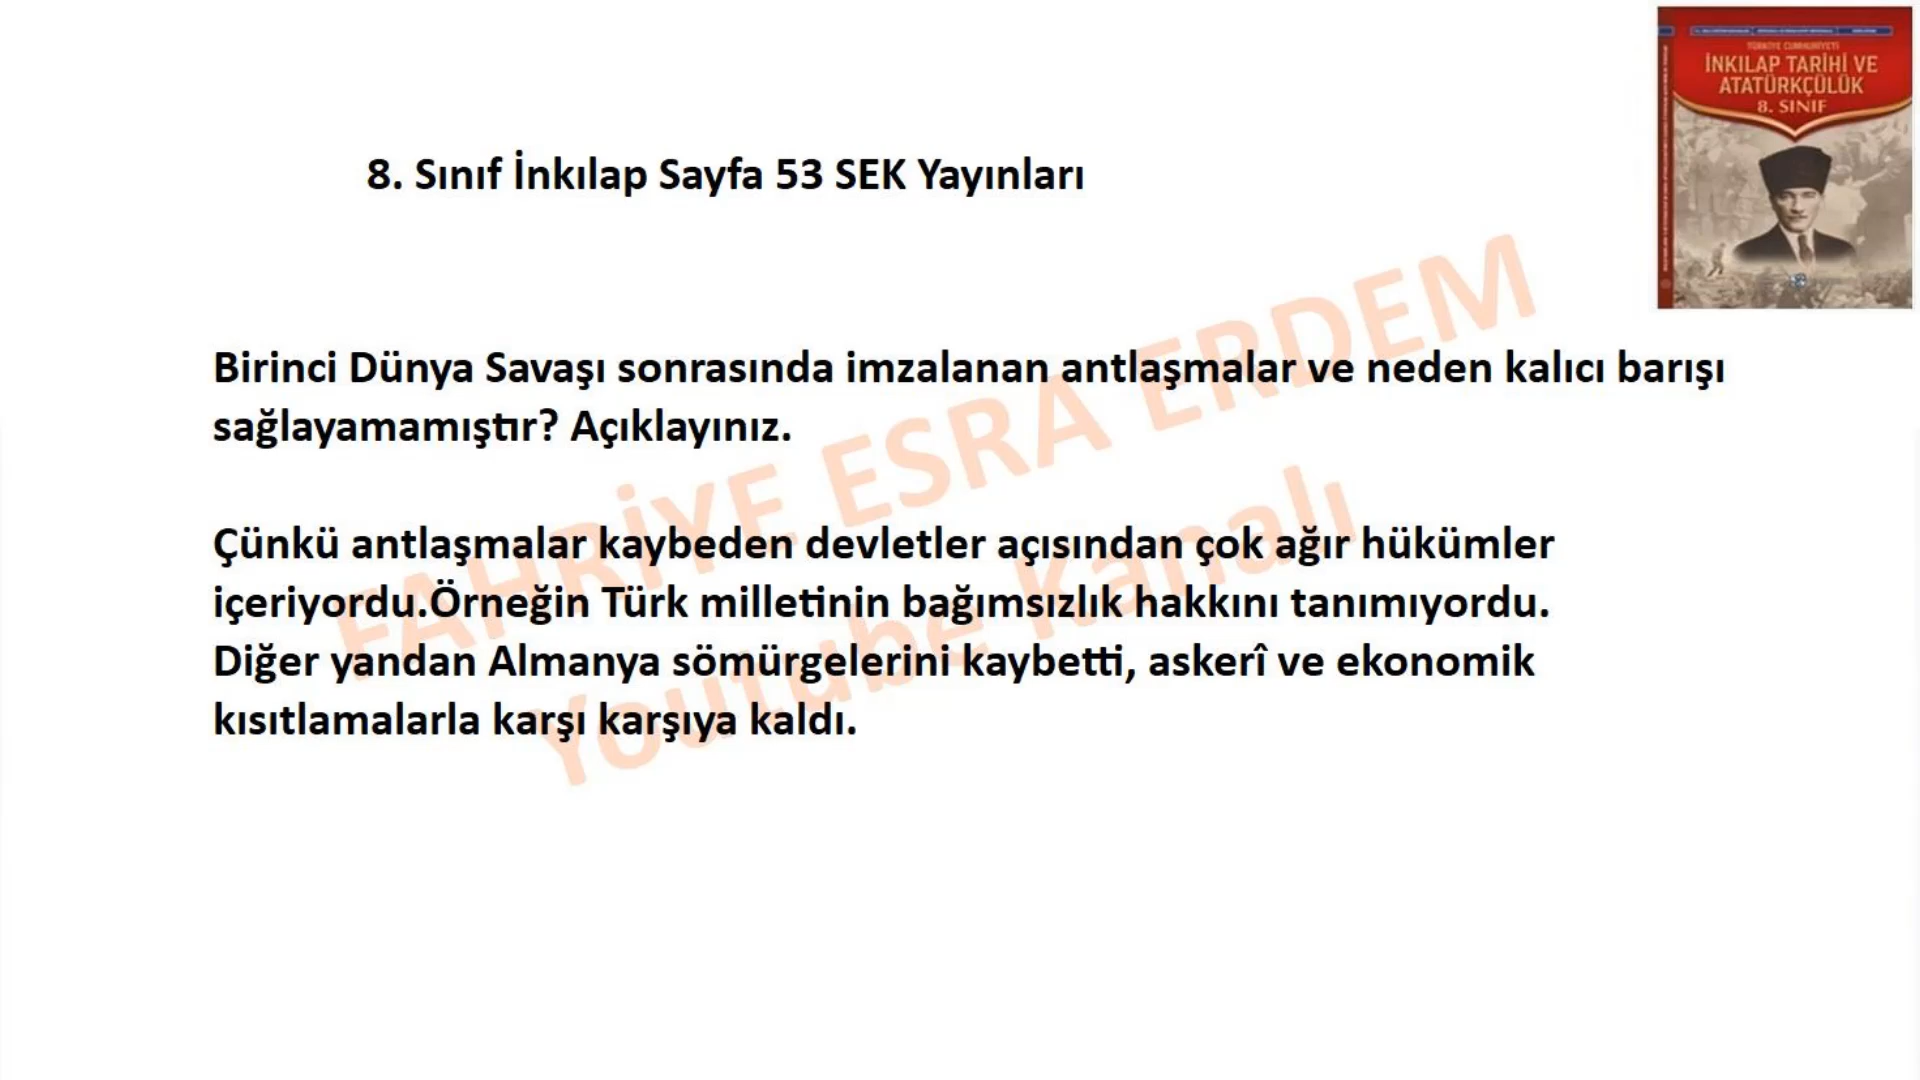 TÜRKİYE CUMHURİYETİ
İNKILAP TARİHİ VE
ATATÜRKÇÜLÜK
8. SINIF
8. Sınıf İnkılap Sayfa 53 SEK Yayınları
Birinci Dünya Savaşı sonrasında imzalanan antlaşmalar ve neden kalıcı barışı
sağlayamamıştır? Açıklayınız.
Çünkü antlaşmalar kaybeden devletler açısından çok ağır hükümler
içeriyordu.Örneğin Türk milletinin bağımsızlık hakkını tanımıyordu.
Diğer yandan Almanya sömürgelerini kaybetti, askerî ve ekonomik
kısıtlamalarla karşı karşıya kaldı.
FAHRİYE ESRA ERDEM
Youtube Kanalı